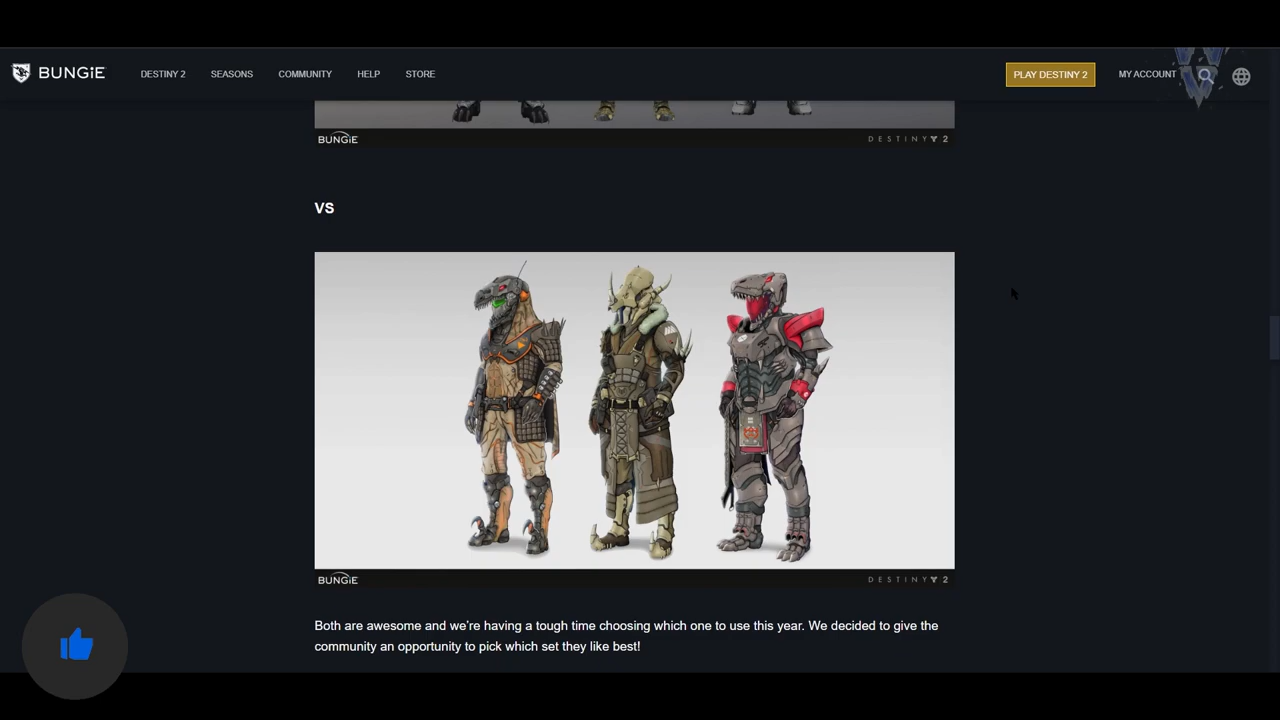 BUNGiE
DESTINY 2
SEASONS
COMMUNITY
HELP
STORE
PLAY DESTINY 2
MY ACCOUNT
BUNGiE
DESTINY 2
VS
BUNGiE
DESTINY 2
Both are awesome and we're having a tough time choosing which one to use this year. We decided to give the
community an opportunity to pick which set they like best!